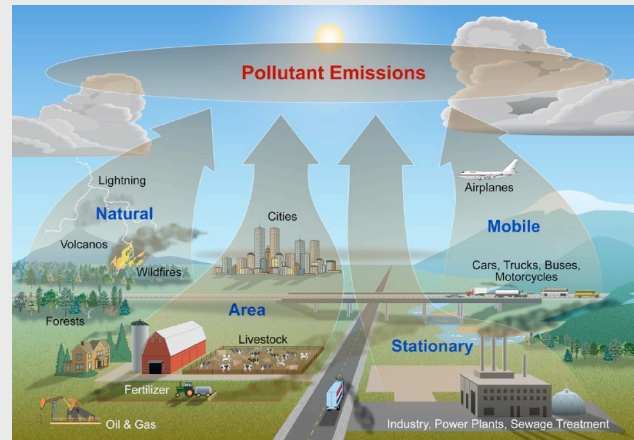 Pollutant Emissions
Lightning
Natural
Volcanos
Wildfires
Forests
Cities
Area
Livestock
Fertilizer
Oil & Gas
Airplanes
Mobile
Cars, Trucks, Buses,
Motorcycles
Stationary
Industry, Power Plants, Sewage Treatment